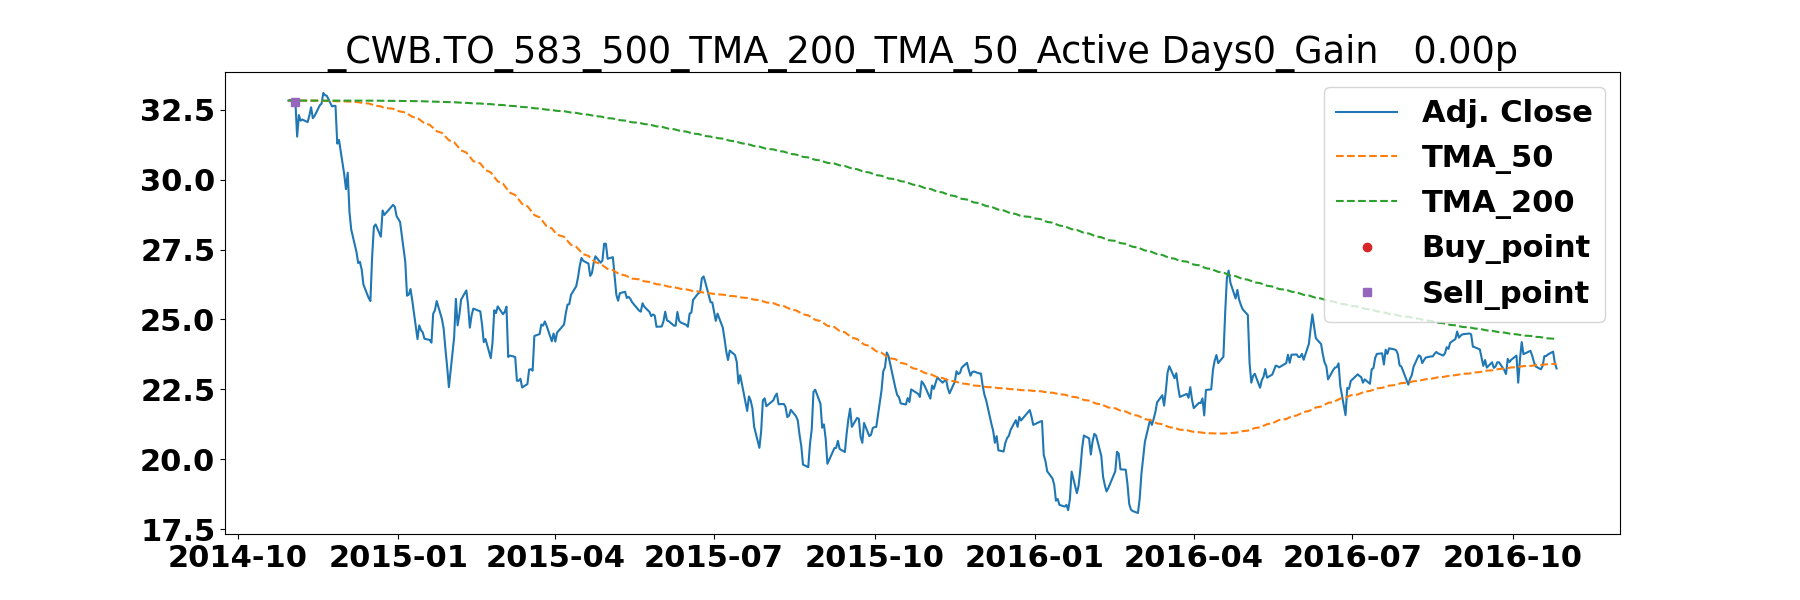 _CWB.TO_583_500_TMA_200_TMA_50_Active Days0_Gain   0.00p
32.5
30.0
27.5
25.0
22.5
20.0
17.5
Adj. Close
TMA_50
TMA_200
Buy_point
Sell_point
2014-10 2015-01 2015-04 2015-07 2015-10 2016-01 2016-04 2016-07 2016-10